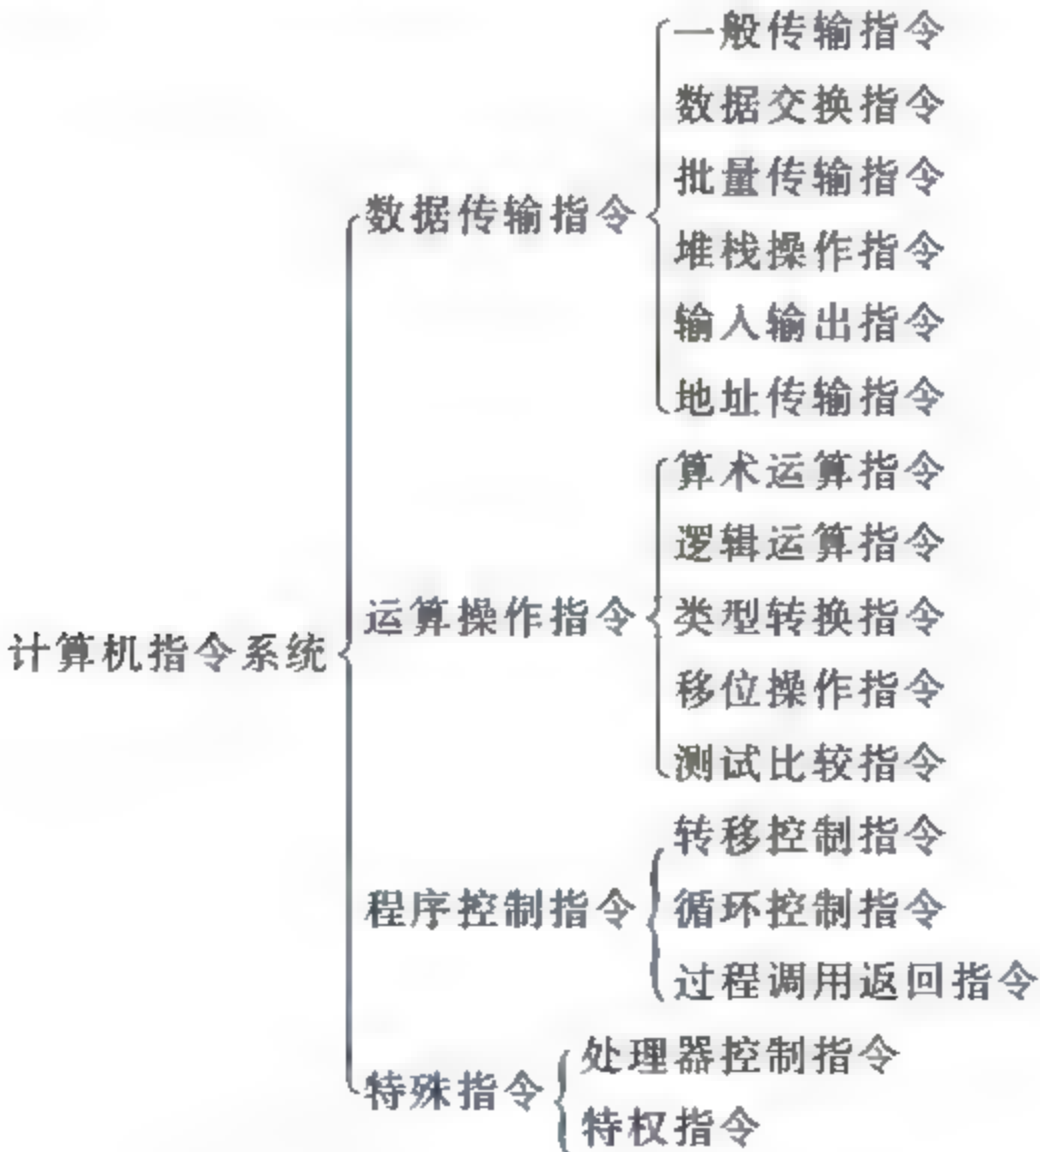 计算机指令系统
数据传输指令
一般传输指令
数据交换指令
批量传输指令
堆栈操作指令
输入输出指令
地址传输指令
运算操作指令
算术运算指令
逻辑运算指令
类型转换指令
移位操作指令
测试比较指令
程序控制指令
转移控制指令
循环控制指令
过程调用返回指令
特殊指令
处理器控制指令
特权指令